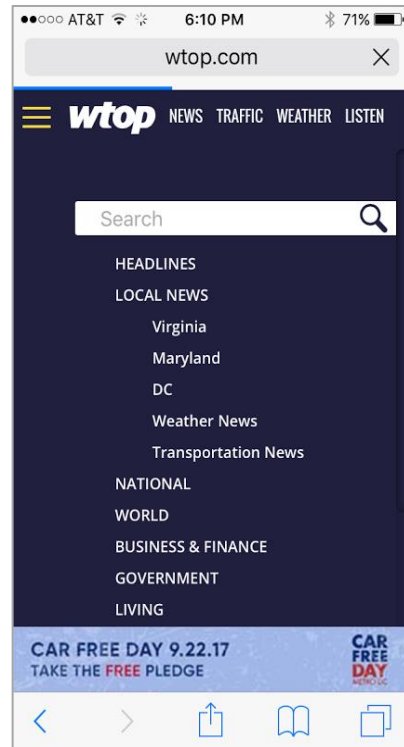 AT&T 6:10 PM 71%
wtop.com
wtop NEWS TRAFFIC WEATHER LISTEN
Search
HEADLINES
LOCAL NEWS
Virginia
Maryland
DC
Weather News
Transportation News
NATIONAL
WORLD
BUSINESS & FINANCE
GOVERNMENT
LIVING
CAR FREE DAY 9.22.17
TAKE THE FREE PLEDGE
CAR
FREE
DAY
METRO DC